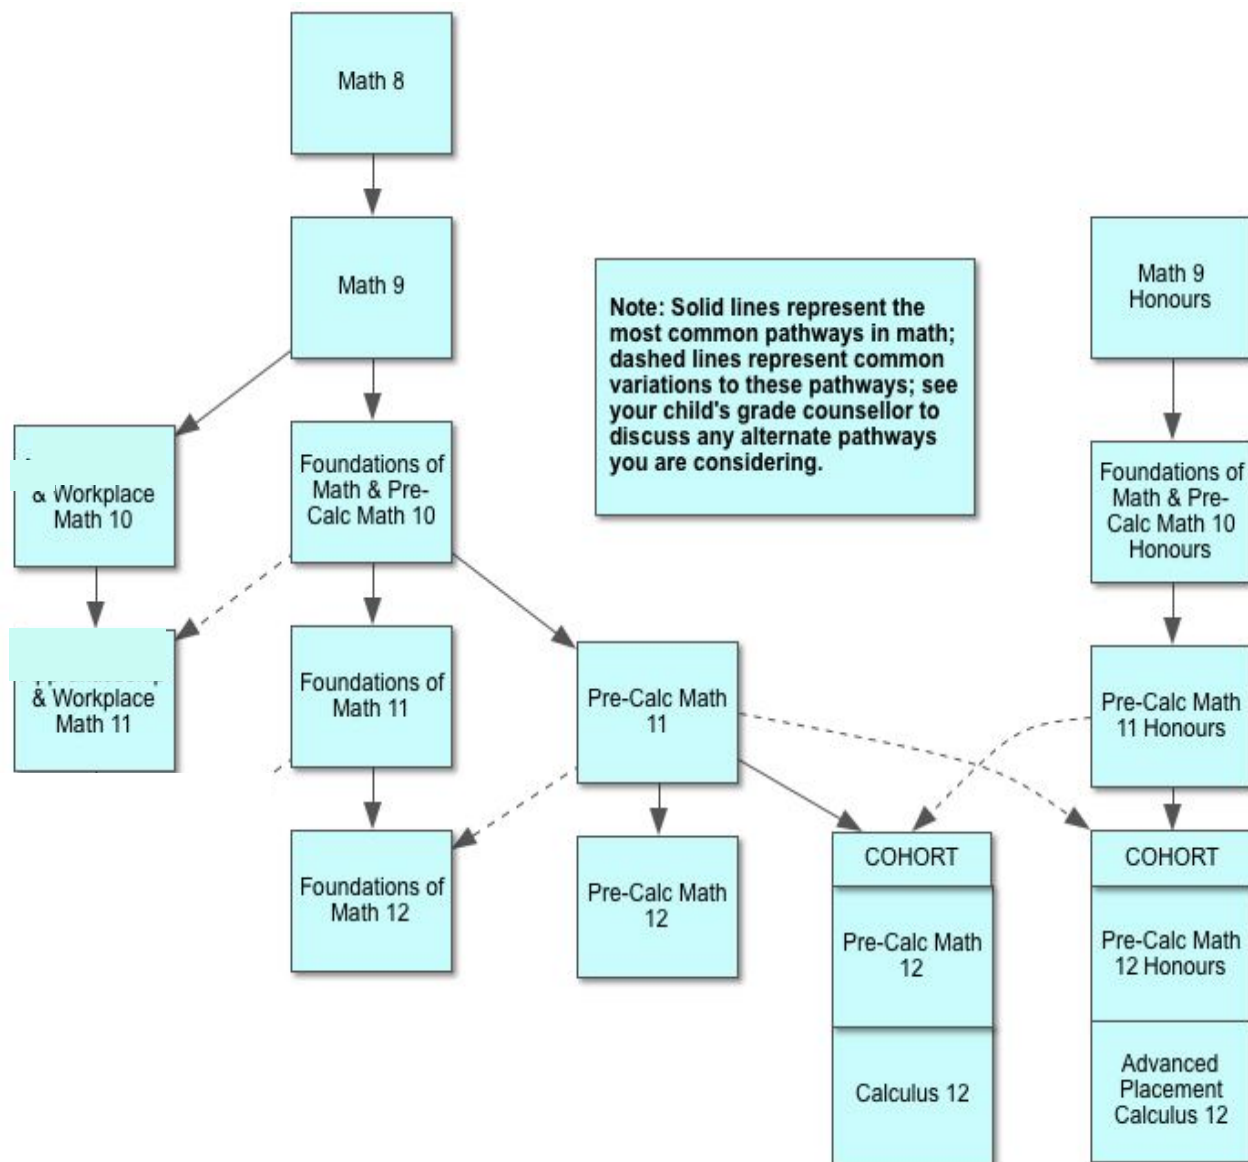 Math 8
Math 9
Math 9
Honours
Note: Solid lines represent the
most common pathways in math;
dashed lines represent common
variations to these pathways; see
your child's grade counsellor to
discuss any alternate pathways
you are considering.
& Workplace
Math 10
Foundations of
Math & Pre-
Calc Math 10
Foundations of
Math & Pre-
Calc Math 10
Honours
& Workplace
Math 11
Foundations of
Math 11
Pre-Calc Math
11
Pre-Calc Math
11 Honours
Foundations of
Math 12
Pre-Calc Math
12
COHORT
Pre-Calc Math
12
Calculus 12
COHORT
Pre-Calc Math
12 Honours
Advanced
Placement
Calculus 12